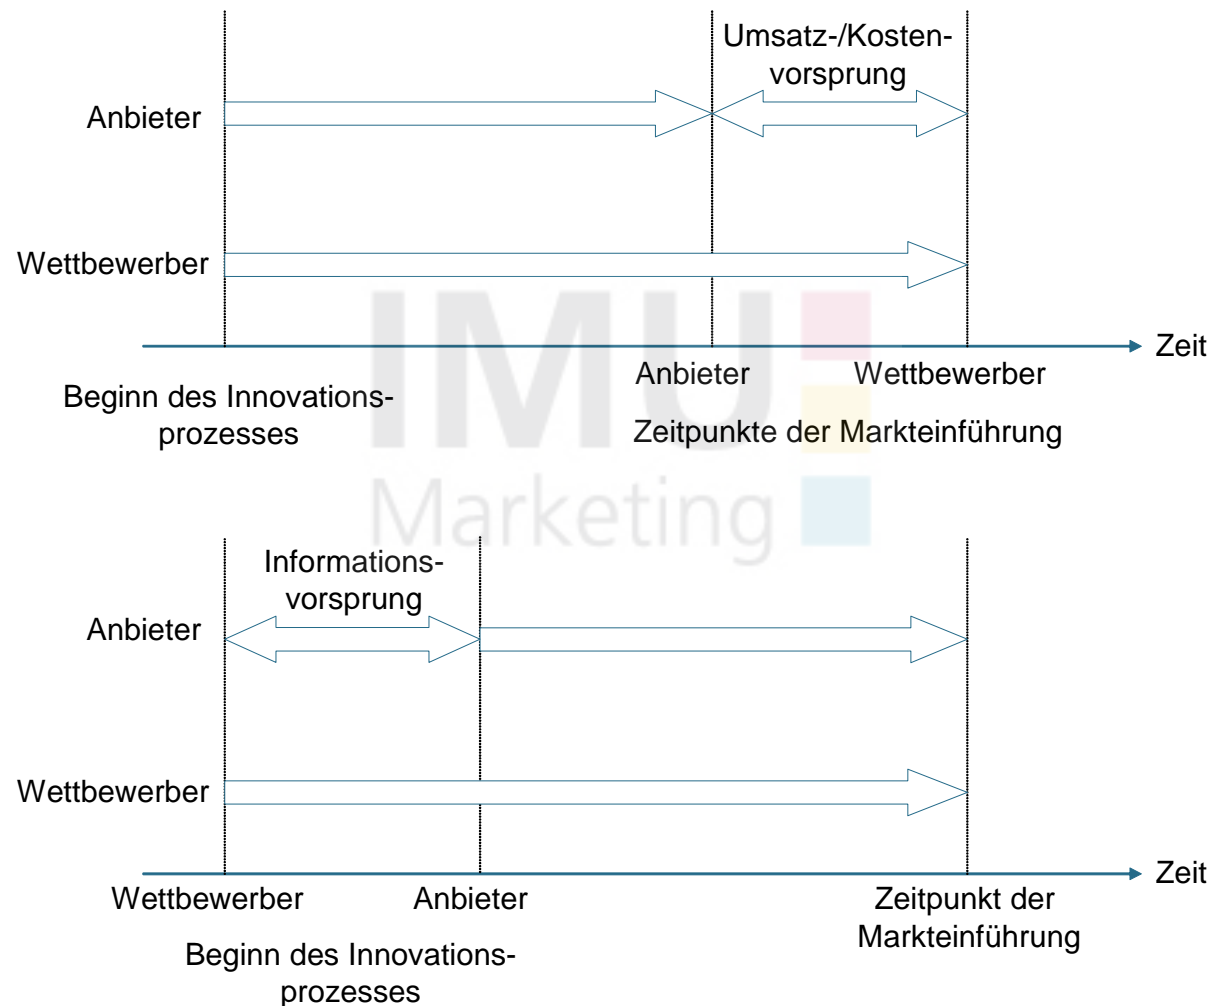 Umsatz-/Kosten-
vorsprung
Anbieter
Wettbewerber
Zeit
Anbieter
Wettbewerber
Beginn des Innovations-
prozesses
Zeitpunkte der Markteinführung
IMU
Marketing
Informations-
vorsprung
Anbieter
Wettbewerber
Zeit
Wettbewerber
Anbieter
Zeitpunkt der
Markteinführung
Beginn des Innovations-
prozesses